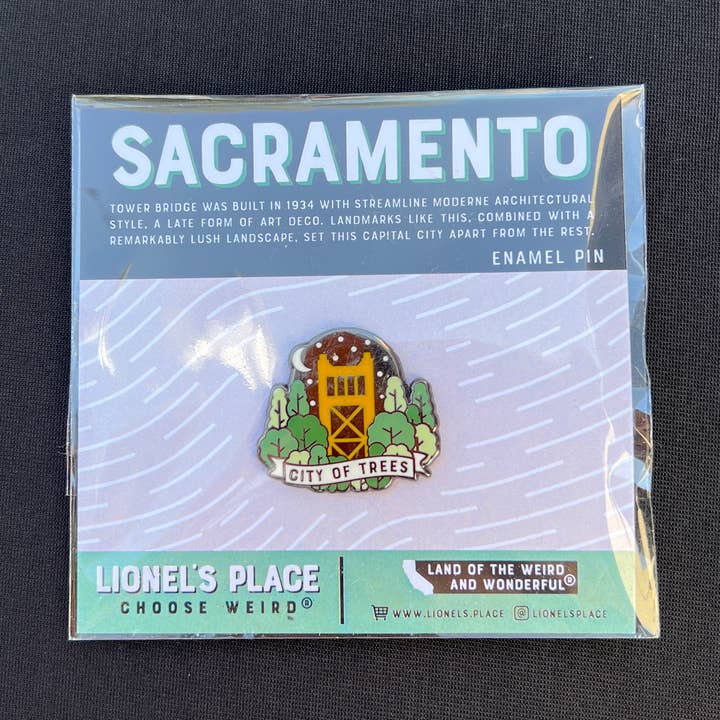 SACRAMENTO
TOWER BRIDGE WAS BUILT IN 1934 WITH STREAMLINE MODERNE ARCHITECTURAL
STYLE, A LATE FORM OF ART DECO. LANDMARKS LIKE THIS, COMBINED WITH A
REMARKABLY LUSH LANDSCAPE, SET THIS CAPITAL CITY APART FROM THE REST.
ENAMEL PIN
CITY OF TREES
LIONEL'S PLACE
CHOOSE WEIRD®
LAND OF THE WEIRD
AND WONDERFUL®
WWW.LIONELS.PLACE LIONELSPLACE